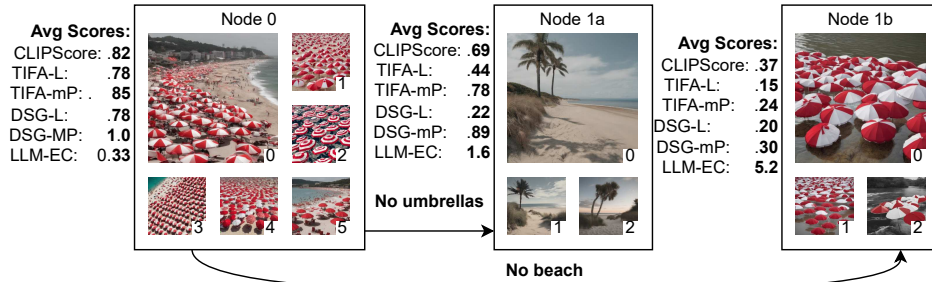 Node 0
Avg Scores:
CLIPScore: .82
TIFA-L: .78
TIFA-mP: . 85
DSG-L: .78
DSG-MP: 1.0
LLM-EC: 0.33
0
1
2
3
4
5
Avg Scores:
CLIPScore: .69
TIFA-L: .44
TIFA-mP: .78
DSG-L: .22
DSG-mP: .89
LLM-EC: 1.6
No umbrellas
Node 1a
0
1
2
No beach
Avg Scores:
CLIPScore: .37
TIFA-L: .15
TIFA-mP: .24
DSG-L: .20
DSG-mP: .30
LLM-EC: 5.2
Node 1b
0
1
2